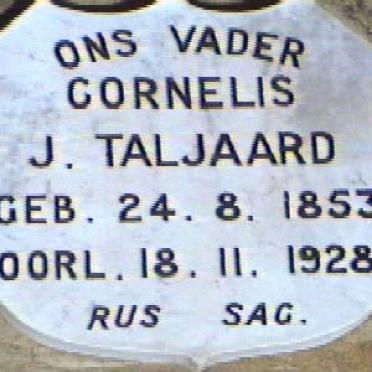 ONS VADER
CORNELIS
J. TALJAARD
GEB. 24. 8. 1853
OORL. 18. 11. 1928
RUS SAG.